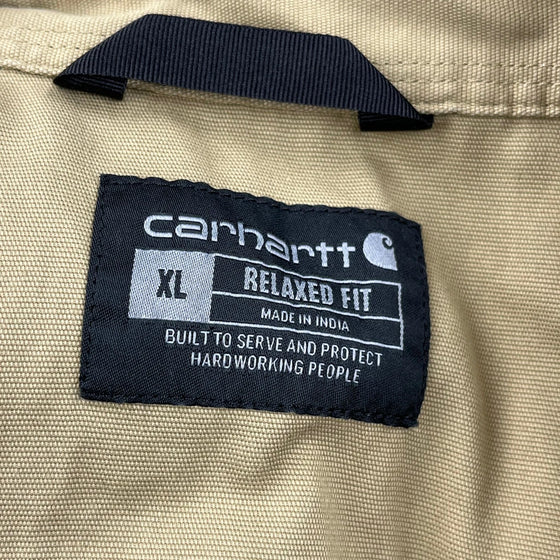 carhartt
XL
RELAXED FIT
MADE IN INDIA
BUILT TO SERVE AND PROTECT
HARDWORKING PEOPLE